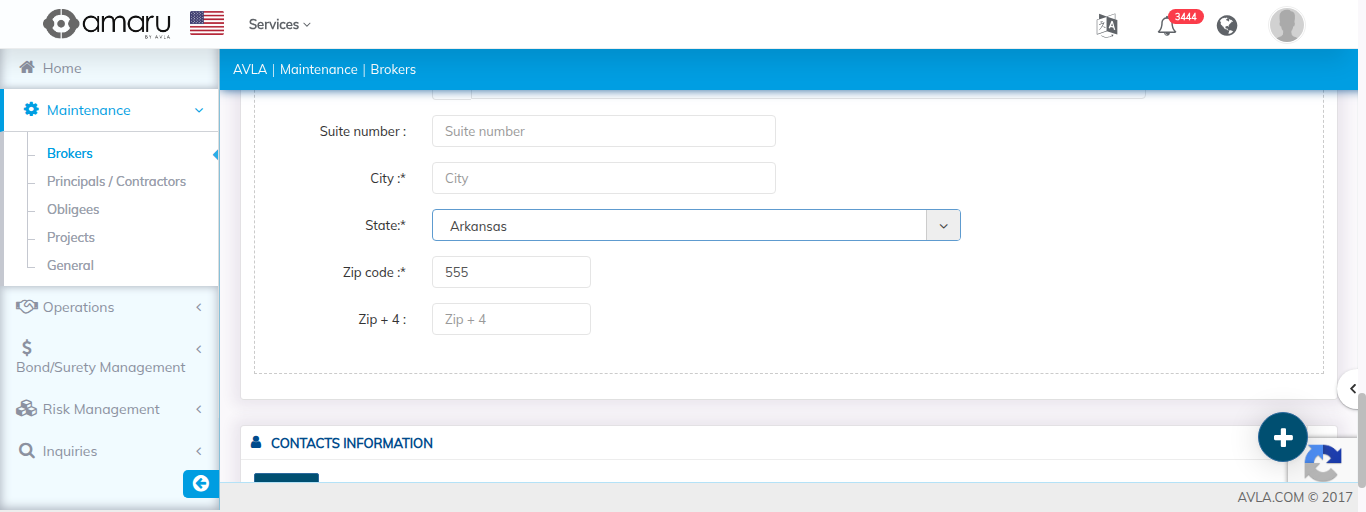 amaru
BY AVLA
Services
3444
Home
AVLA | Maintenance | Brokers
Maintenance
Brokers
Principals / Contractors
Obligees
Projects
General
Operations
Bond/Surety Management
Risk Management
Inquiries
Suite number :
Suite number
City :*
City
State:*
Arkansas
Zip code :*
555
Zip + 4 :
Zip + 4
CONTACTS INFORMATION
AVLA.COM © 2017